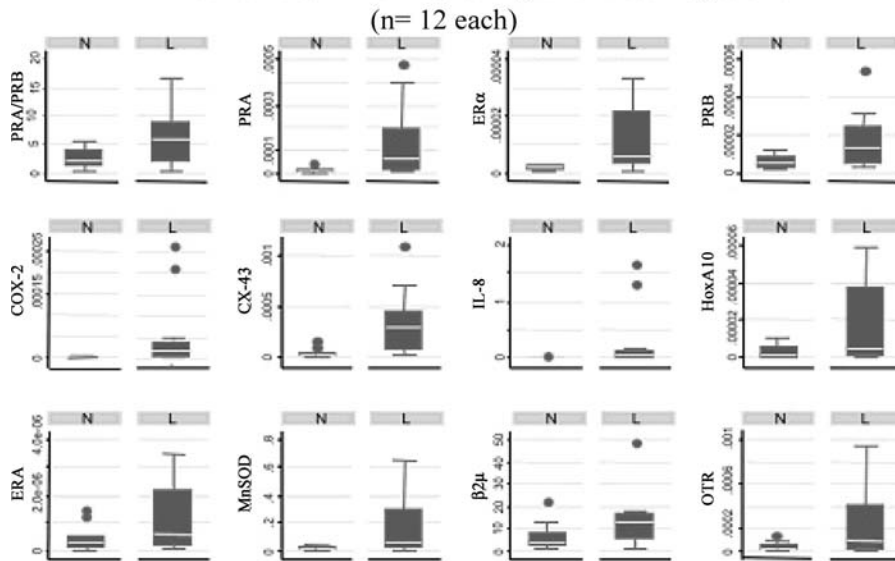 (n= 12 each)
N L N L N L N L
PRA/PRB 0 5 10 15 20
PRA 0 .0001 .0003 .0005
ERα 0 .00002 .00004
PRB 0 .00002 .00004 .00006
N L N L N L N L
COX-2 0 .00015 .00025
CX-43 0 .0005 .001
IL-8 0 1 2
HoxA10 0 .00002 .00004 .00006
N L N L N L N L
ERA 0 2.0e-06 4.0e-06
MnSOD 0 .2 .4 .6 .8
β2μ 0 10 20 30 40 50
OTR 0 .0002 .0006 .001